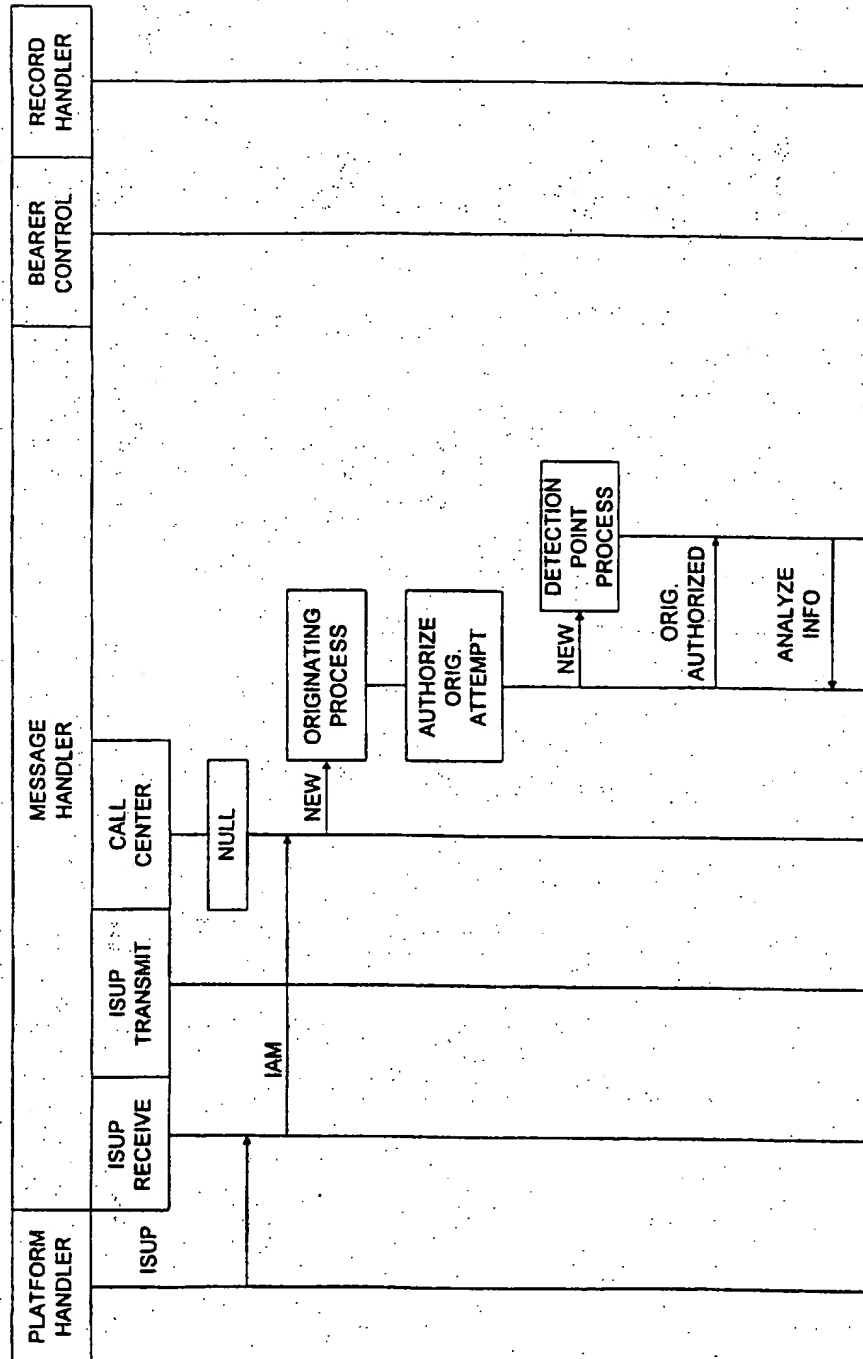 PLATFORM
HANDLER
MESSAGE
HANDLER
BEARER
CONTROL
RECORD
HANDLER
ISUP
RECEIVE
ISUP
TRANSMIT
CALL
CENTER
ISUP
NULL
IAM
NEW
ORIGINATING
PROCESS
AUTHORIZE
ORIG.
ATTEMPT
NEW
DETECTION
POINT
PROCESS
ORIG.
AUTHORIZED
ANALYZE
INFO